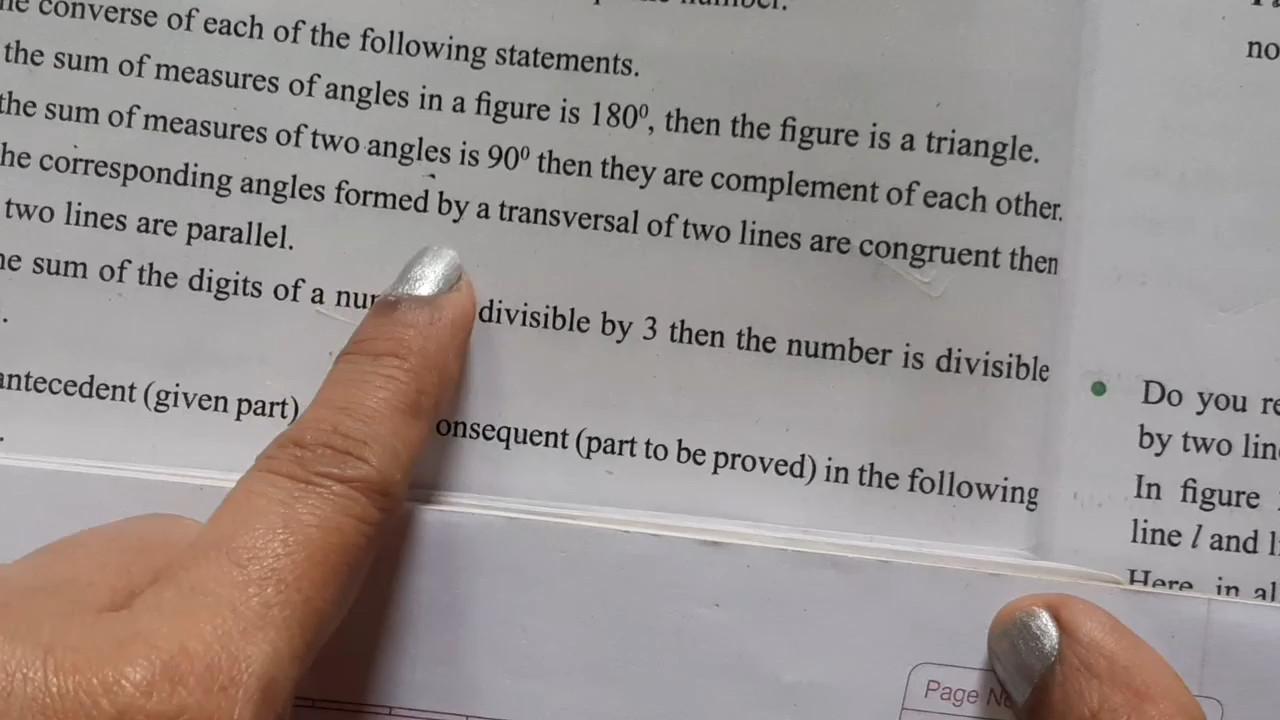 converse of each of the following statements.
the sum of measures of angles in a figure is 180⁰, then the figure is a triangle.
the sum of measures of two angles is 90⁰ then they are complement of each other.
he corresponding angles formed by a transversal of two lines are congruent then
two lines are parallel.
sum of the digits of a divisible by 3 then the number is divisible
.
antecedent (given part) onsequent (part to be proved) in the following
no
Do you re
by two lin
In figure
line l and l
Here, in al
Page N